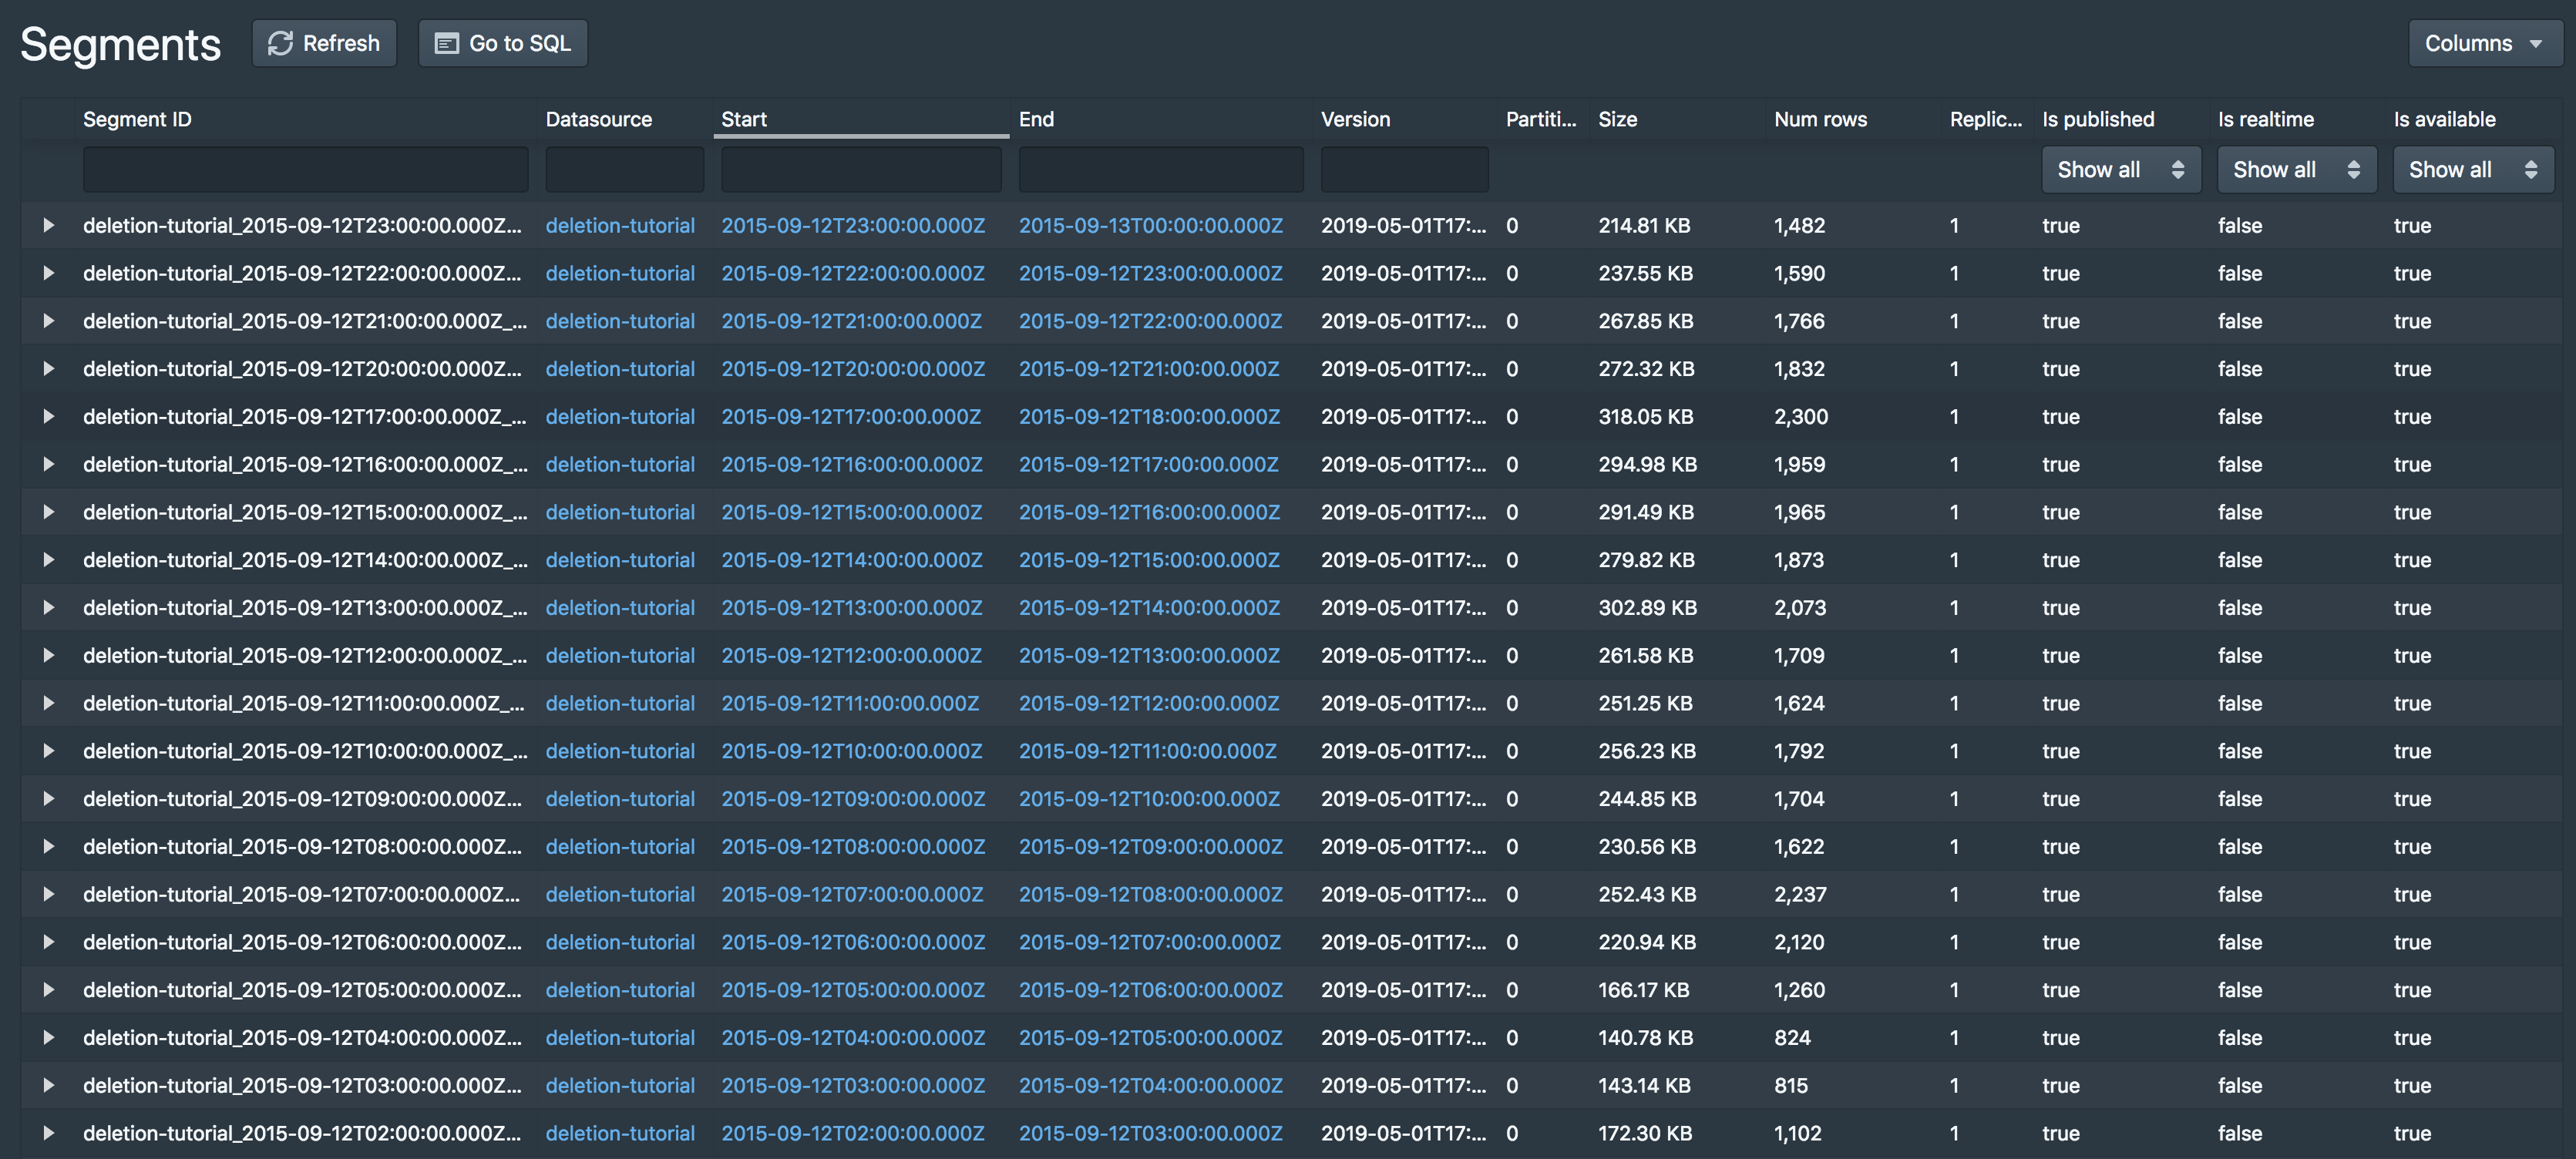 Segments Refresh Go to SQL Columns
Segment ID Datasource Start End Version Partiti... Size Num rows Replic... Is published Is realtime Is available
Show all Show all Show all
deletion-tutorial_2015-09-12T23:00:00.000Z... deletion-tutorial 2015-09-12T23:00:00.000Z 2015-09-13T00:00:00.000Z 2019-05-01T17:... 0 214.81 KB 1,482 1 true false true
deletion-tutorial_2015-09-12T22:00:00.000Z... deletion-tutorial 2015-09-12T22:00:00.000Z 2015-09-12T23:00:00.000Z 2019-05-01T17:... 0 237.55 KB 1,590 1 true false true
deletion-tutorial_2015-09-12T21:00:00.000Z_... deletion-tutorial 2015-09-12T21:00:00.000Z 2015-09-12T22:00:00.000Z 2019-05-01T17:... 0 267.85 KB 1,766 1 true false true
deletion-tutorial_2015-09-12T20:00:00.000Z... deletion-tutorial 2015-09-12T20:00:00.000Z 2015-09-12T21:00:00.000Z 2019-05-01T17:... 0 272.32 KB 1,832 1 true false true
deletion-tutorial_2015-09-12T17:00:00.000Z_... deletion-tutorial 2015-09-12T17:00:00.000Z 2015-09-12T18:00:00.000Z 2019-05-01T17:... 0 318.05 KB 2,300 1 true false true
deletion-tutorial_2015-09-12T16:00:00.000Z_... deletion-tutorial 2015-09-12T16:00:00.000Z 2015-09-12T17:00:00.000Z 2019-05-01T17:... 0 294.98 KB 1,959 1 true false true
deletion-tutorial_2015-09-12T15:00:00.000Z_... deletion-tutorial 2015-09-12T15:00:00.000Z 2015-09-12T16:00:00.000Z 2019-05-01T17:... 0 291.49 KB 1,965 1 true false true
deletion-tutorial_2015-09-12T14:00:00.000Z_... deletion-tutorial 2015-09-12T14:00:00.000Z 2015-09-12T15:00:00.000Z 2019-05-01T17:... 0 279.82 KB 1,873 1 true false true
deletion-tutorial_2015-09-12T13:00:00.000Z_... deletion-tutorial 2015-09-12T13:00:00.000Z 2015-09-12T14:00:00.000Z 2019-05-01T17:... 0 302.89 KB 2,073 1 true false true
deletion-tutorial_2015-09-12T12:00:00.000Z_... deletion-tutorial 2015-09-12T12:00:00.000Z 2015-09-12T13:00:00.000Z 2019-05-01T17:... 0 261.58 KB 1,709 1 true false true
deletion-tutorial_2015-09-12T11:00:00.000Z_... deletion-tutorial 2015-09-12T11:00:00.000Z 2015-09-12T12:00:00.000Z 2019-05-01T17:... 0 251.25 KB 1,624 1 true false true
deletion-tutorial_2015-09-12T10:00:00.000Z_... deletion-tutorial 2015-09-12T10:00:00.000Z 2015-09-12T11:00:00.000Z 2019-05-01T17:... 0 256.23 KB 1,792 1 true false true
deletion-tutorial_2015-09-12T09:00:00.000Z... deletion-tutorial 2015-09-12T09:00:00.000Z 2015-09-12T10:00:00.000Z 2019-05-01T17:... 0 244.85 KB 1,704 1 true false true
deletion-tutorial_2015-09-12T08:00:00.000Z... deletion-tutorial 2015-09-12T08:00:00.000Z 2015-09-12T09:00:00.000Z 2019-05-01T17:... 0 230.56 KB 1,622 1 true false true
deletion-tutorial_2015-09-12T07:00:00.000Z... deletion-tutorial 2015-09-12T07:00:00.000Z 2015-09-12T08:00:00.000Z 2019-05-01T17:... 0 252.43 KB 2,237 1 true false true
deletion-tutorial_2015-09-12T06:00:00.000Z... deletion-tutorial 2015-09-12T06:00:00.000Z 2015-09-12T07:00:00.000Z 2019-05-01T17:... 0 220.94 KB 2,120 1 true false true
deletion-tutorial_2015-09-12T05:00:00.000Z... deletion-tutorial 2015-09-12T05:00:00.000Z 2015-09-12T06:00:00.000Z 2019-05-01T17:... 0 166.17 KB 1,260 1 true false true
deletion-tutorial_2015-09-12T04:00:00.000Z... deletion-tutorial 2015-09-12T04:00:00.000Z 2015-09-12T05:00:00.000Z 2019-05-01T17:... 0 140.78 KB 824 1 true false true
deletion-tutorial_2015-09-12T03:00:00.000Z... deletion-tutorial 2015-09-12T03:00:00.000Z 2015-09-12T04:00:00.000Z 2019-05-01T17:... 0 143.14 KB 815 1 true false true
deletion-tutorial_2015-09-12T02:00:00.000Z... deletion-tutorial 2015-09-12T02:00:00.000Z 2015-09-12T03:00:00.000Z 2019-05-01T17:... 0 172.30 KB 1,102 1 true false true